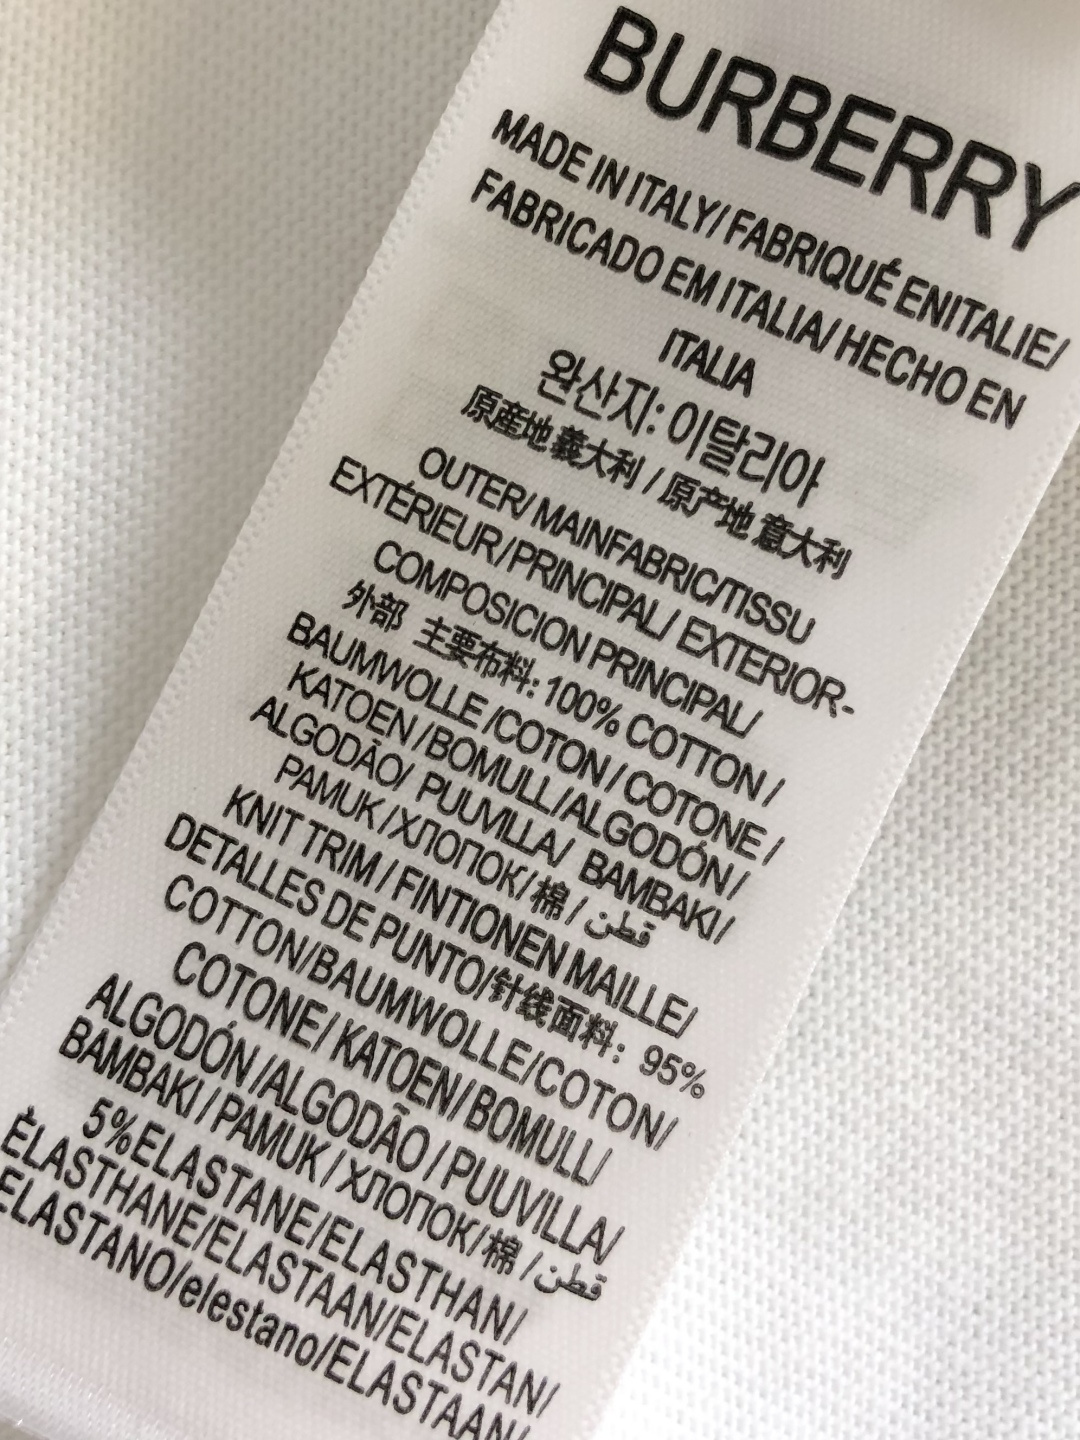 BURBERRY
MADE IN ITALY/ FABRIQUÉ ENITALIE/
FABRICADO EM ITALIA/ HECHO EN
ITALIA
완산지: 이탈리아
原産地 義大利 / 原产地 意大利
OUTER/ MAINFABRIC/TISSU
EXTÉRIEUR/PRINCIPAL/ EXTERIOR-
COMPOSICION PRINCIPAL/
外部 主要布料: 100% COTTON /
BAUMWOLLE /COTON / COTONE /
KATOEN /BOMULL/ALGODÓN /
ALGODÃO/ PUUVILLA/ BAMBAKI/
PAMUK /ХЛОПОК/ 棉 / قطن
KNIT TRIM / FINTIONEN MAILLE/
DETALLES DE PUNTO/针线面料: 95%
COTTON/BAUMWOLLE/COTON/
COTONE/ KATOEN/ BOMULL/
ALGODÓN /ALGODÃO / PUUVILLA/
BAMBAKI / PAMUK / ХЛОПОК/ 棉 / قطن
5%ELASTANE/ELASTHAN/
ÉLASTHANE/ELASTAAN/ELASTAN/
ELASTANO/elestano/ELASTAAN/